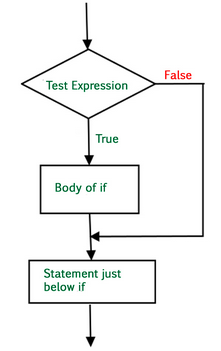 Test Expression
False
True
Body of if
Statement just
below if